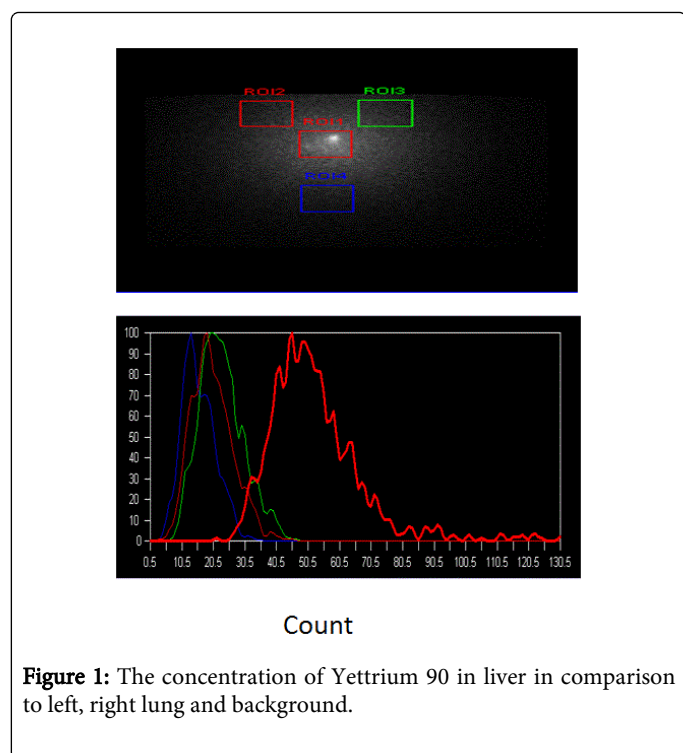 ROI2
ROI3
ROI1
ROI4
100
90
80
70
60
50
40
30
20
10
0
0.5 10.5 20.5 30.5 40.5 50.5 60.5 70.5 80.5 90.5 100.5 110.5 120.5 130.5
Count
Figure 1: The concentration of Yettrium 90 in liver in comparison
to left, right lung and background.